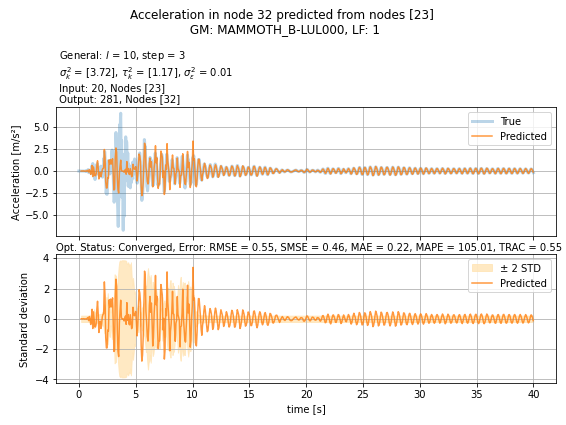 Acceleration in node 32 predicted from nodes [23]
GM: MAMMOTH_B-LUL000, LF: 1
General: l = 10, step = 3
σ²ₖ = [3.72], τ²ₖ = [1.17], σ²ε = 0.01
Input: 20, Nodes [23]
Output: 281, Nodes [32]
Acceleration [m/s²]
5.0
2.5
0.0
−2.5
−5.0
True
Predicted
Opt. Status: Converged, Error: RMSE = 0.55, SMSE = 0.46, MAE = 0.22, MAPE = 105.01, TRAC = 0.55
Standard deviation
4
2
0
−2
−4
± 2 STD
Predicted
0 5 10 15 20 25 30 35 40
time [s]